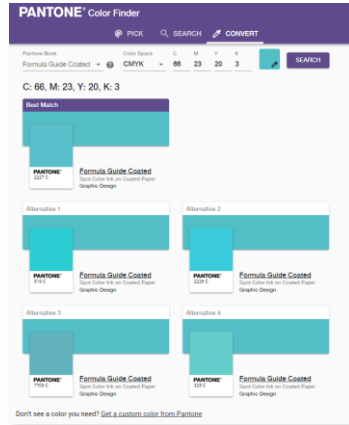 PANTONE® Color Finder
PICK SEARCH CONVERT
Pantone Book Color Space C M Y K
Formula Guide Coated CMYK 66 23 20 3 SEARCH
C: 66, M: 23, Y: 20, K: 3
Best Match
PANTONE®
2227 C
Formula Guide Coated
Spot Color Ink on Coated Paper
Graphic Design
Alternative 1
Alternative 2
PANTONE®
319 C
Formula Guide Coated
Spot Color Ink on Coated Paper
Graphic Design
PANTONE®
2226 C
Formula Guide Coated
Spot Color Ink on Coated Paper
Graphic Design
Alternative 3
Alternative 4
PANTONE®
7709 C
Formula Guide Coated
Spot Color Ink on Coated Paper
Graphic Design
PANTONE®
325 C
Formula Guide Coated
Spot Color Ink on Coated Paper
Graphic Design
Don't see a color you need? Get a custom color from Pantone